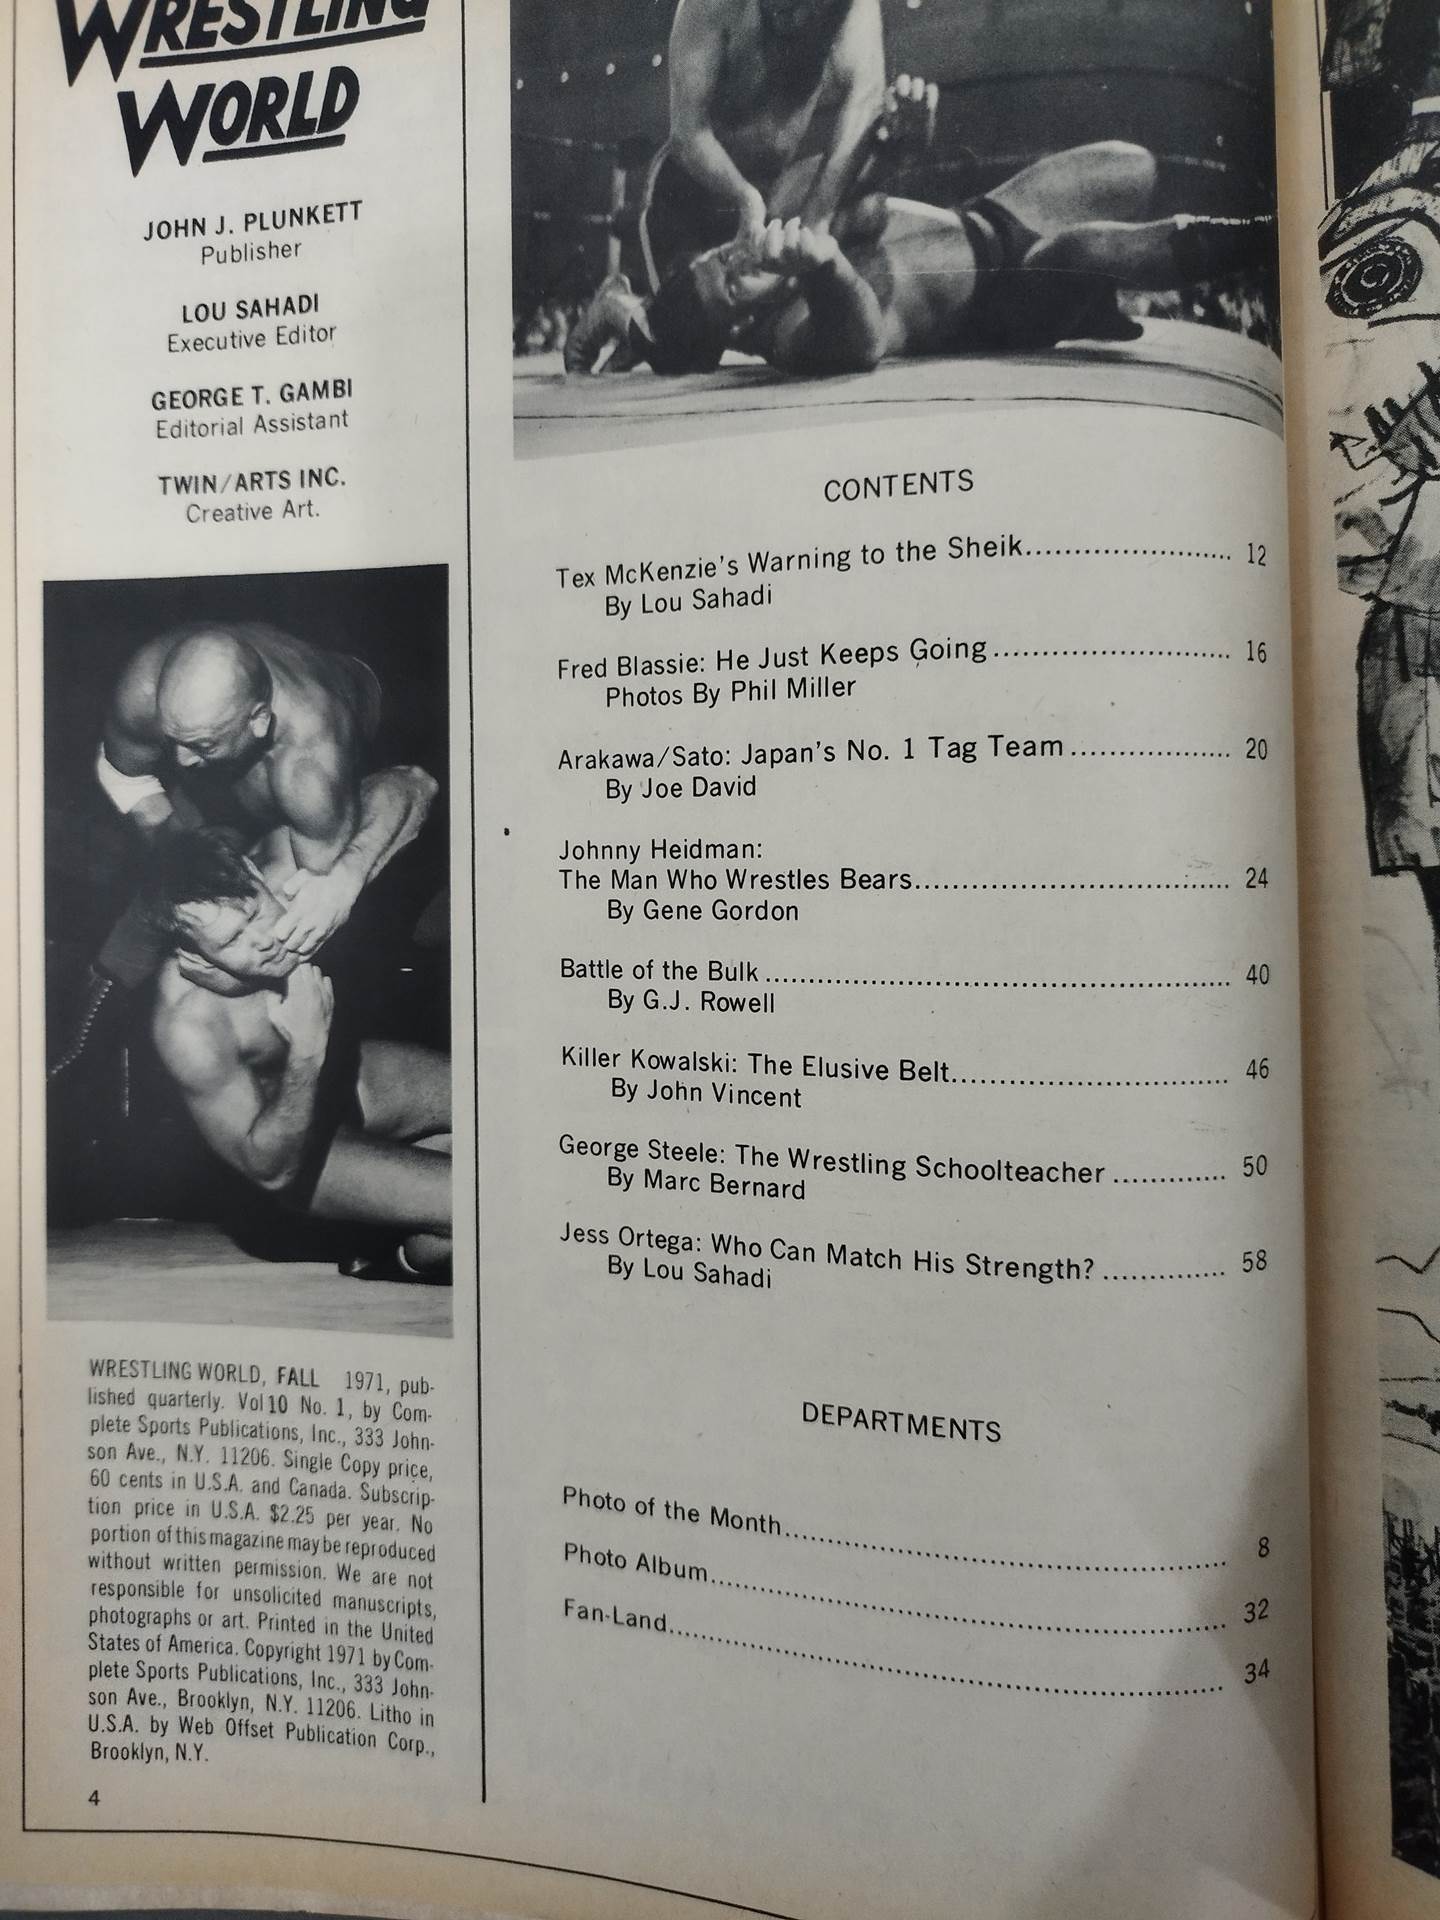 WRESTLING
WORLD
JOHN J. PLUNKETT
Publisher
LOU SAHADI
Executive Editor
GEORGE T. GAMBI
Editorial Assistant
TWIN/ARTS INC.
Creative Art.
WRESTLING WORLD, FALL 1971, pub-
lished quarterly. Vol 10 No. 1, by Com-
plete Sports Publications, Inc., 333 John-
son Ave., N.Y. 11206. Single Copy price,
60 cents in U.S.A. and Canada. Subscrip-
tion price in U.S.A. $2.25 per year. No
portion of this magazine may be reproduced
without written permission. We are not
responsible for unsolicited manuscripts,
photographs or art. Printed in the United
States of America. Copyright 1971 by Com-
plete Sports Publications, Inc., 333 John-
son Ave., Brooklyn, N.Y. 11206. Litho in
U.S.A. by Web Offset Publication Corp.,
Brooklyn, N.Y.
4
CONTENTS
Tex McKenzie's Warning to the Sheik....................... 12
By Lou Sahadi
Fred Blassie: He Just Keeps Going.......................... 16
Photos By Phil Miller
Arakawa/Sato: Japan's No. 1 Tag Team.................. 20
By Joe David
Johnny Heidman:
The Man Who Wrestles Bears................................... 24
By Gene Gordon
Battle of the Bulk.................................................... 40
By G.J. Rowell
Killer Kowalski: The Elusive Belt............................... 46
By John Vincent
George Steele: The Wrestling Schoolteacher............. 50
By Marc Bernard
Jess Ortega: Who Can Match His Strength?.............. 58
By Lou Sahadi
DEPARTMENTS
Photo of the Month.................................................. 8
Photo Album........................................................... 32
Fan-Land................................................................ 34